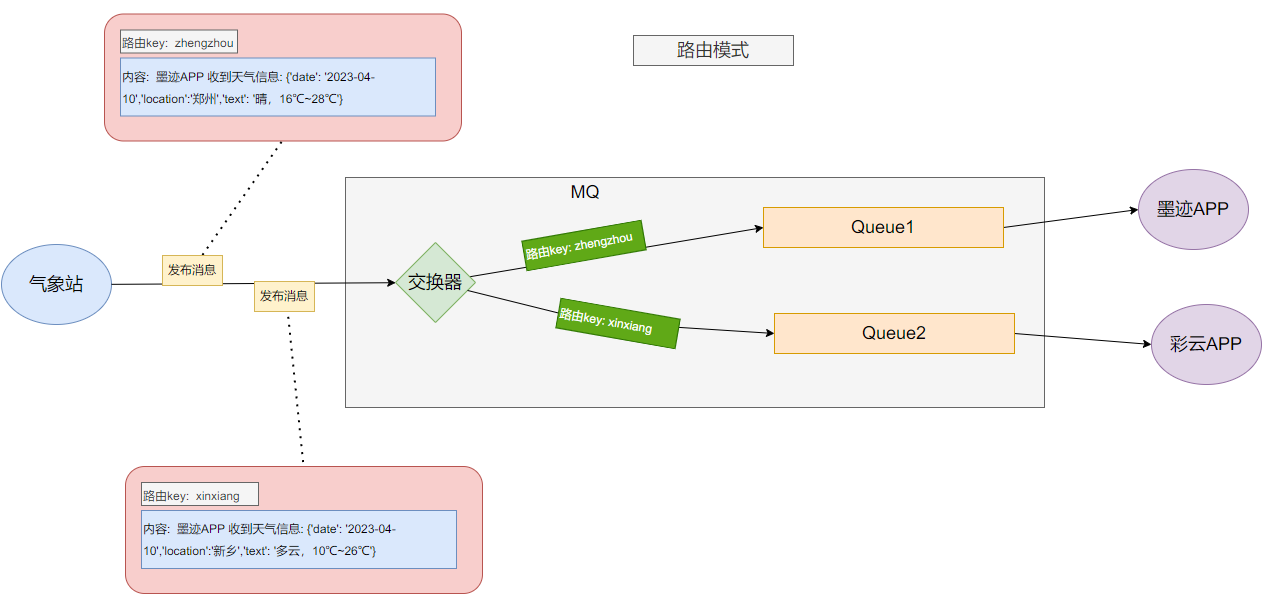 路由key:  zhengzhou
内容:  墨迹APP 收到天气信息: {'date': '2023-04-
10','location':'郑州','text': '晴，16℃~28℃'}
路由模式
MQ
墨迹APP
路由key: zhengzhou
Queue1
气象站
发布消息
发布消息
交换器
路由key: xinxiang
Queue2
彩云APP
路由key:  xinxiang
内容:  墨迹APP 收到天气信息: {'date': '2023-04-
10','location':'新乡','text': '多云，10℃~26℃'}